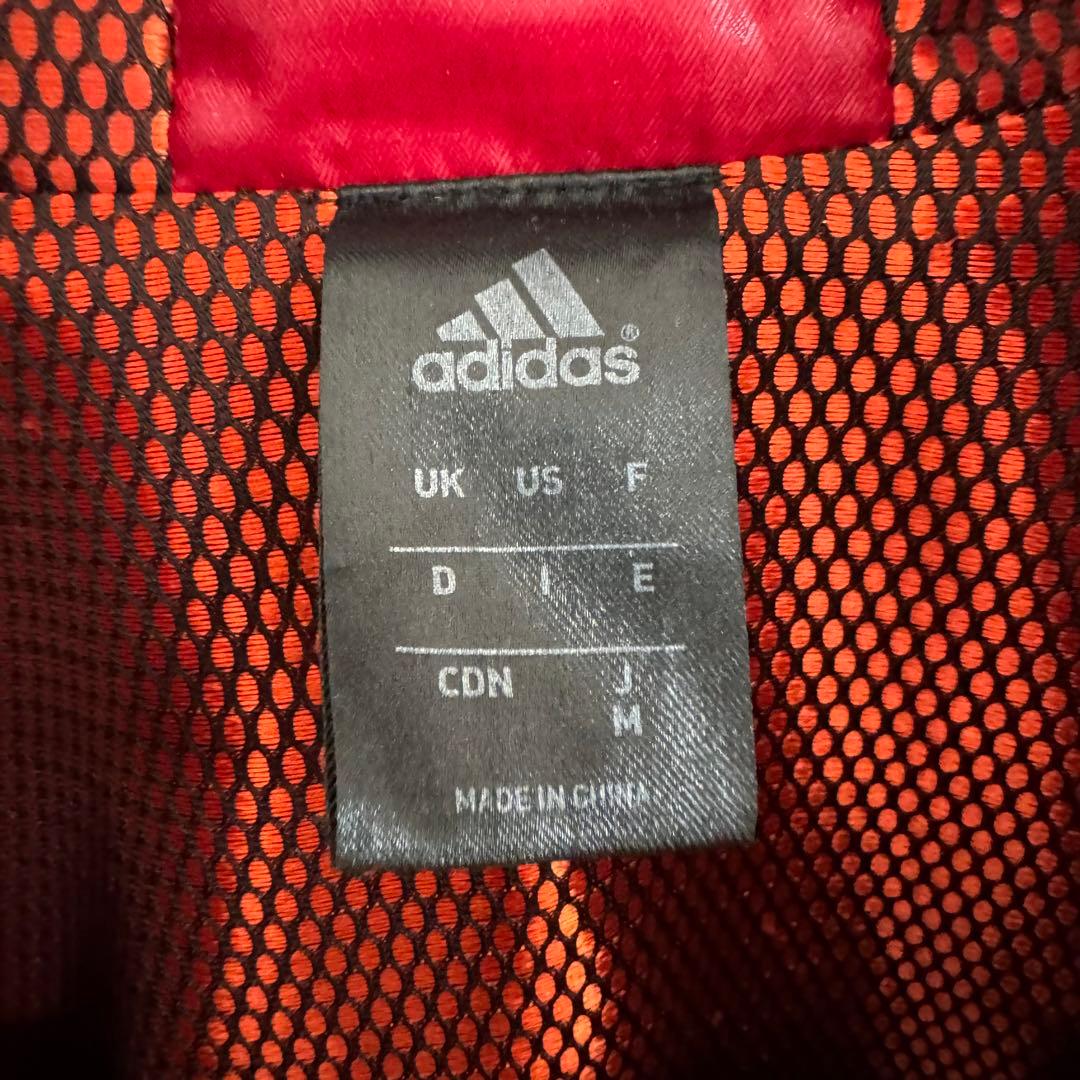 adidas®
UK US F
D I E
CDN J
M
MADE IN CHINA